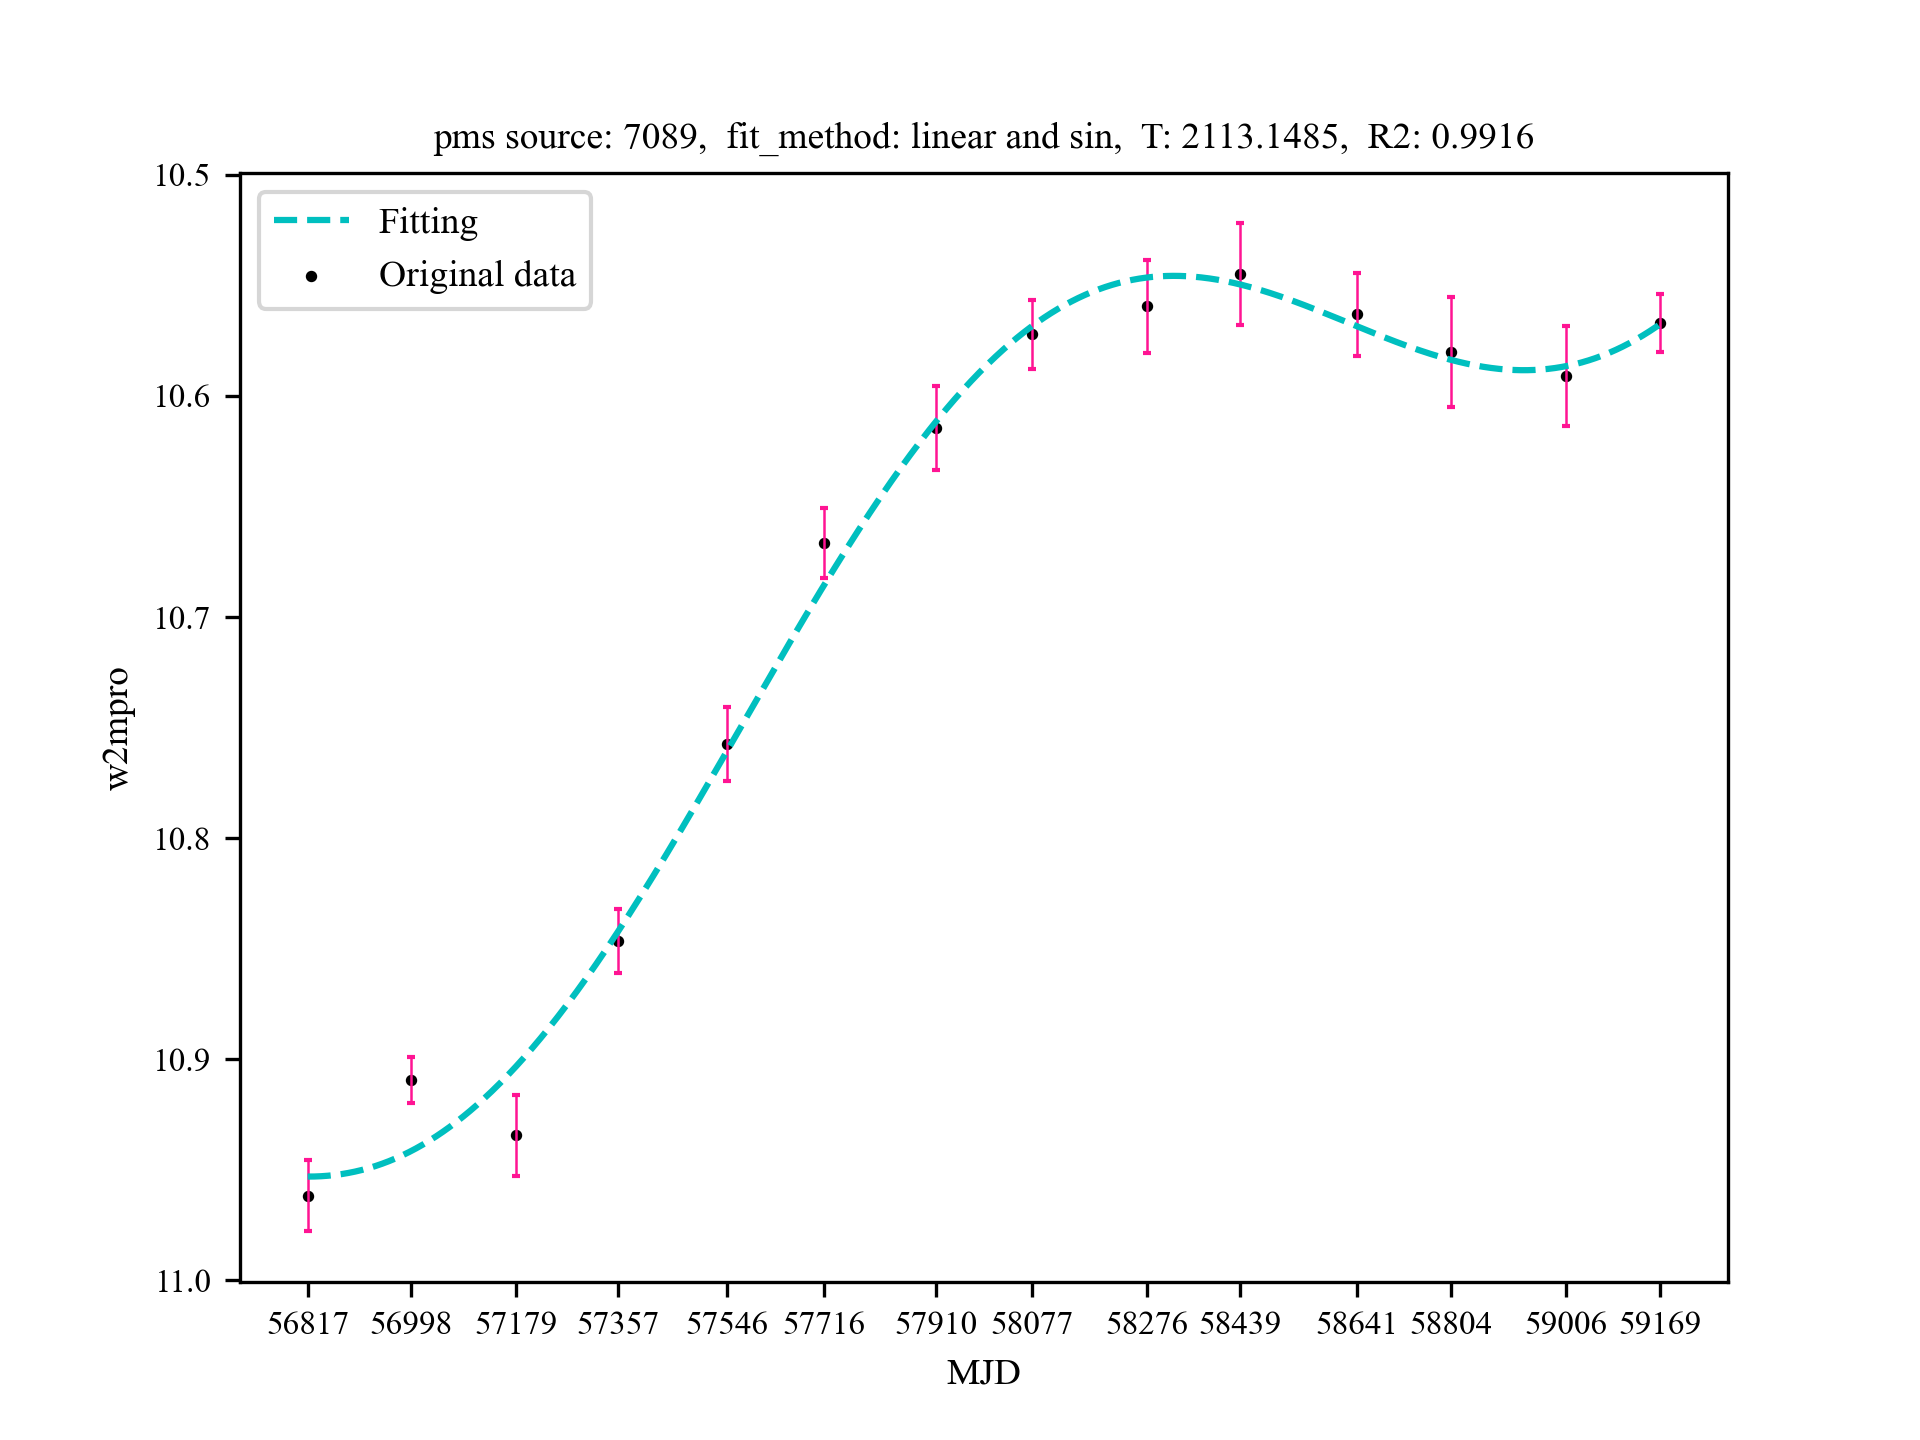 pms source: 7089,  fit_method: linear and sin,  T: 2113.1485,  R2: 0.9916
Fitting
Original data
10.5
10.6
10.7
10.8
10.9
11.0
w2mpro
56817 56998 57179 57357 57546 57716 57910 58077 58276 58439 58641 58804 59006 59169
MJD